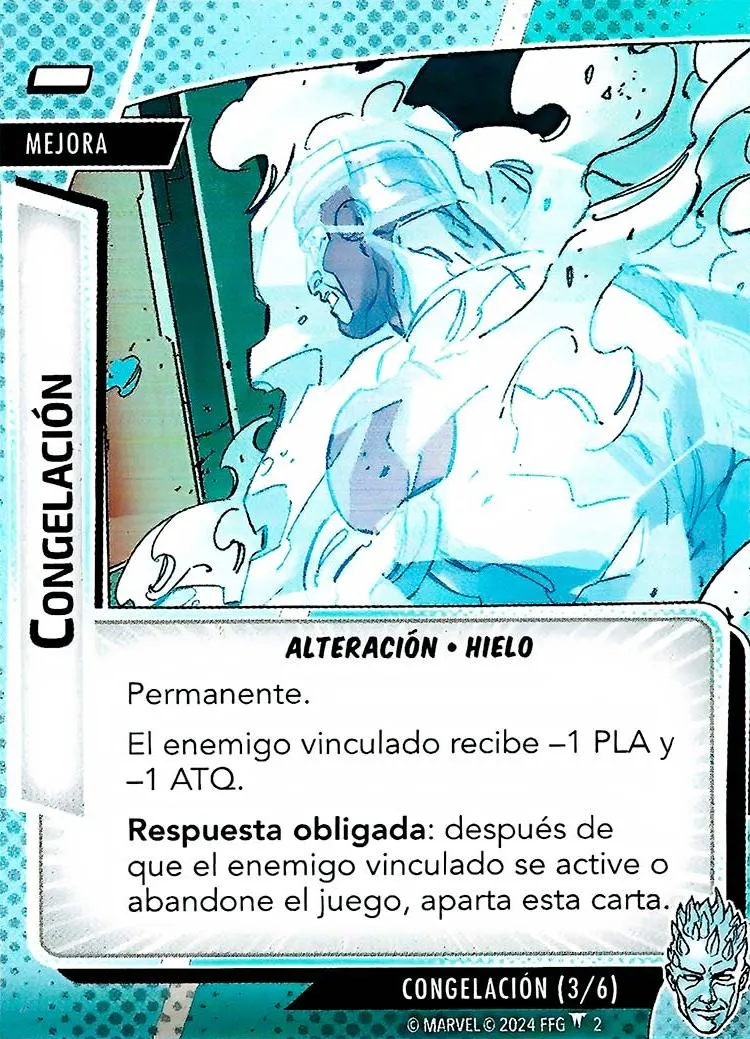 MEJORA
CONGELACIÓN
ALTERACIÓN • HIELO
Permanente.
El enemigo vinculado recibe –1 PLA y
–1 ATQ.
Respuesta obligada: después de
que el enemigo vinculado se active o
abandone el juego, aparta esta carta.
CONGELACIÓN (3/6)
© MARVEL © 2024 FFG 2